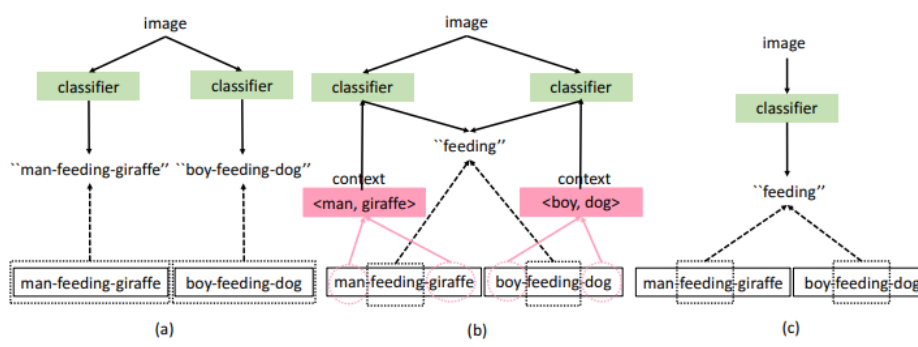 image
classifier
classifier
``man-feeding-giraffe”
``boy-feeding-dog”
man-feeding-giraffe
boy-feeding-dog
(a)
image
classifier
classifier
``feeding”
context
<man, giraffe>
context
<boy, dog>
man-feeding-giraffe
boy-feeding-dog
(b)
image
classifier
``feeding”
man-feeding-giraffe
boy-feeding-dog
(c)